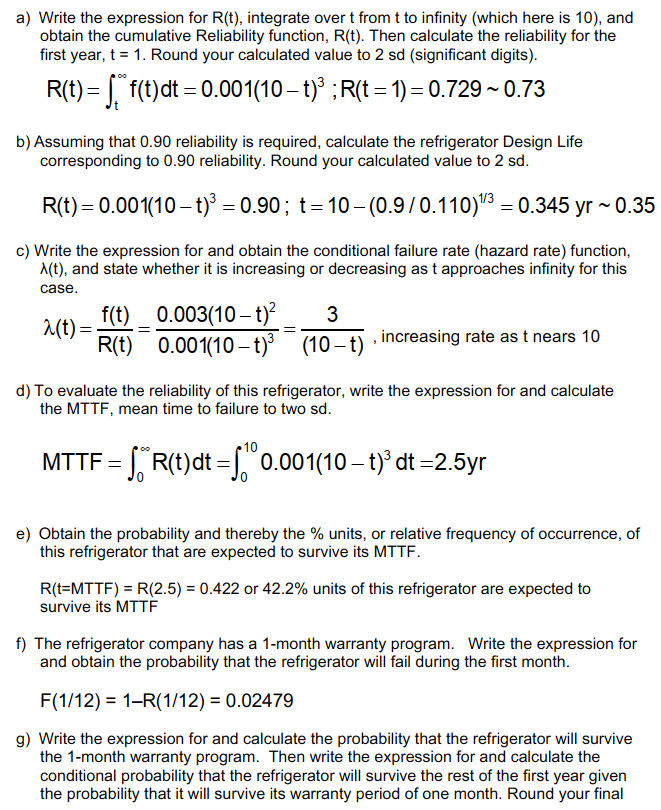 a) Write the expression for R(t), integrate over t from t to infinity (which here is 10), and
obtain the cumulative Reliability function, R(t). Then calculate the reliability for the
first year, t = 1. Round your calculated value to 2 sd (significant digits).
R(t) = ∫_t^∞ f(t)dt = 0.001(10 – t)³ ; R(t = 1) = 0.729 ~ 0.73
b) Assuming that 0.90 reliability is required, calculate the refrigerator Design Life
corresponding to 0.90 reliability. Round your calculated value to 2 sd.
R(t) = 0.001(10 – t)³ = 0.90 ; t = 10 – (0.9 / 0.110)^1/3 = 0.345 yr ~ 0.35
c) Write the expression for and obtain the conditional failure rate (hazard rate) function,
λ(t), and state whether it is increasing or decreasing as t approaches infinity for this
case.
λ(t) = f(t) / R(t) = 0.003(10 – t)² / 0.001(10 – t)³ = 3 / (10 – t) , increasing rate as t nears 10
d) To evaluate the reliability of this refrigerator, write the expression for and calculate
the MTTF, mean time to failure to two sd.
MTTF = ∫_0^∞ R(t)dt = ∫_0^10 0.001(10 – t)³ dt =2.5yr
e) Obtain the probability and thereby the % units, or relative frequency of occurrence, of
this refrigerator that are expected to survive its MTTF.
R(t=MTTF) = R(2.5) = 0.422 or 42.2% units of this refrigerator are expected to
survive its MTTF
f) The refrigerator company has a 1-month warranty program. Write the expression for
and obtain the probability that the refrigerator will fail during the first month.
F(1/12) = 1–R(1/12) = 0.02479
g) Write the expression for and calculate the probability that the refrigerator will survive
the 1-month warranty program. Then write the expression for and calculate the
conditional probability that the refrigerator will survive the rest of the first year given
the probability that it will survive its warranty period of one month. Round your final